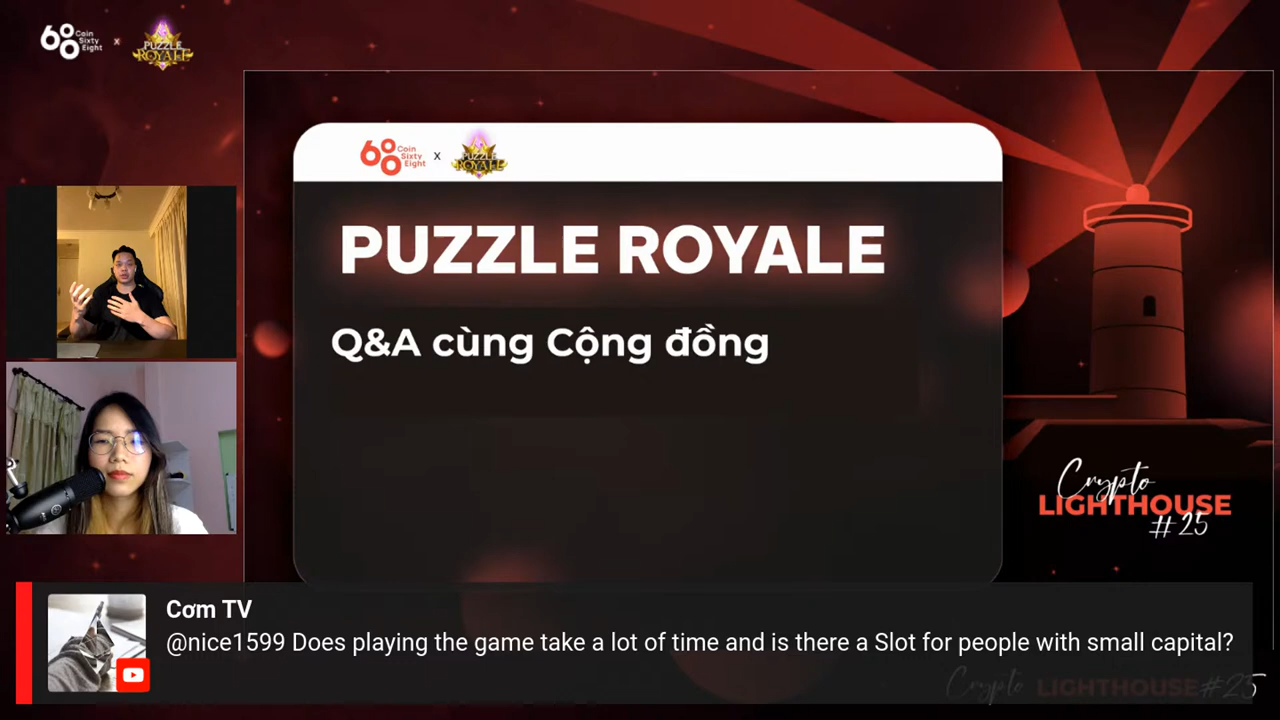 68 Coin Sixty Eight x PUZZLE ROYALE
68 Coin Sixty Eight x PUZZLE ROYALE
PUZZLE ROYALE
Q&A cùng Cộng đồng
Crypto
LIGHTHOUSE
#25
Cơm TV
@nice1599 Does playing the game take a lot of time and is there a Slot for people with small capital?
Crypto LIGHTHOUSE #25